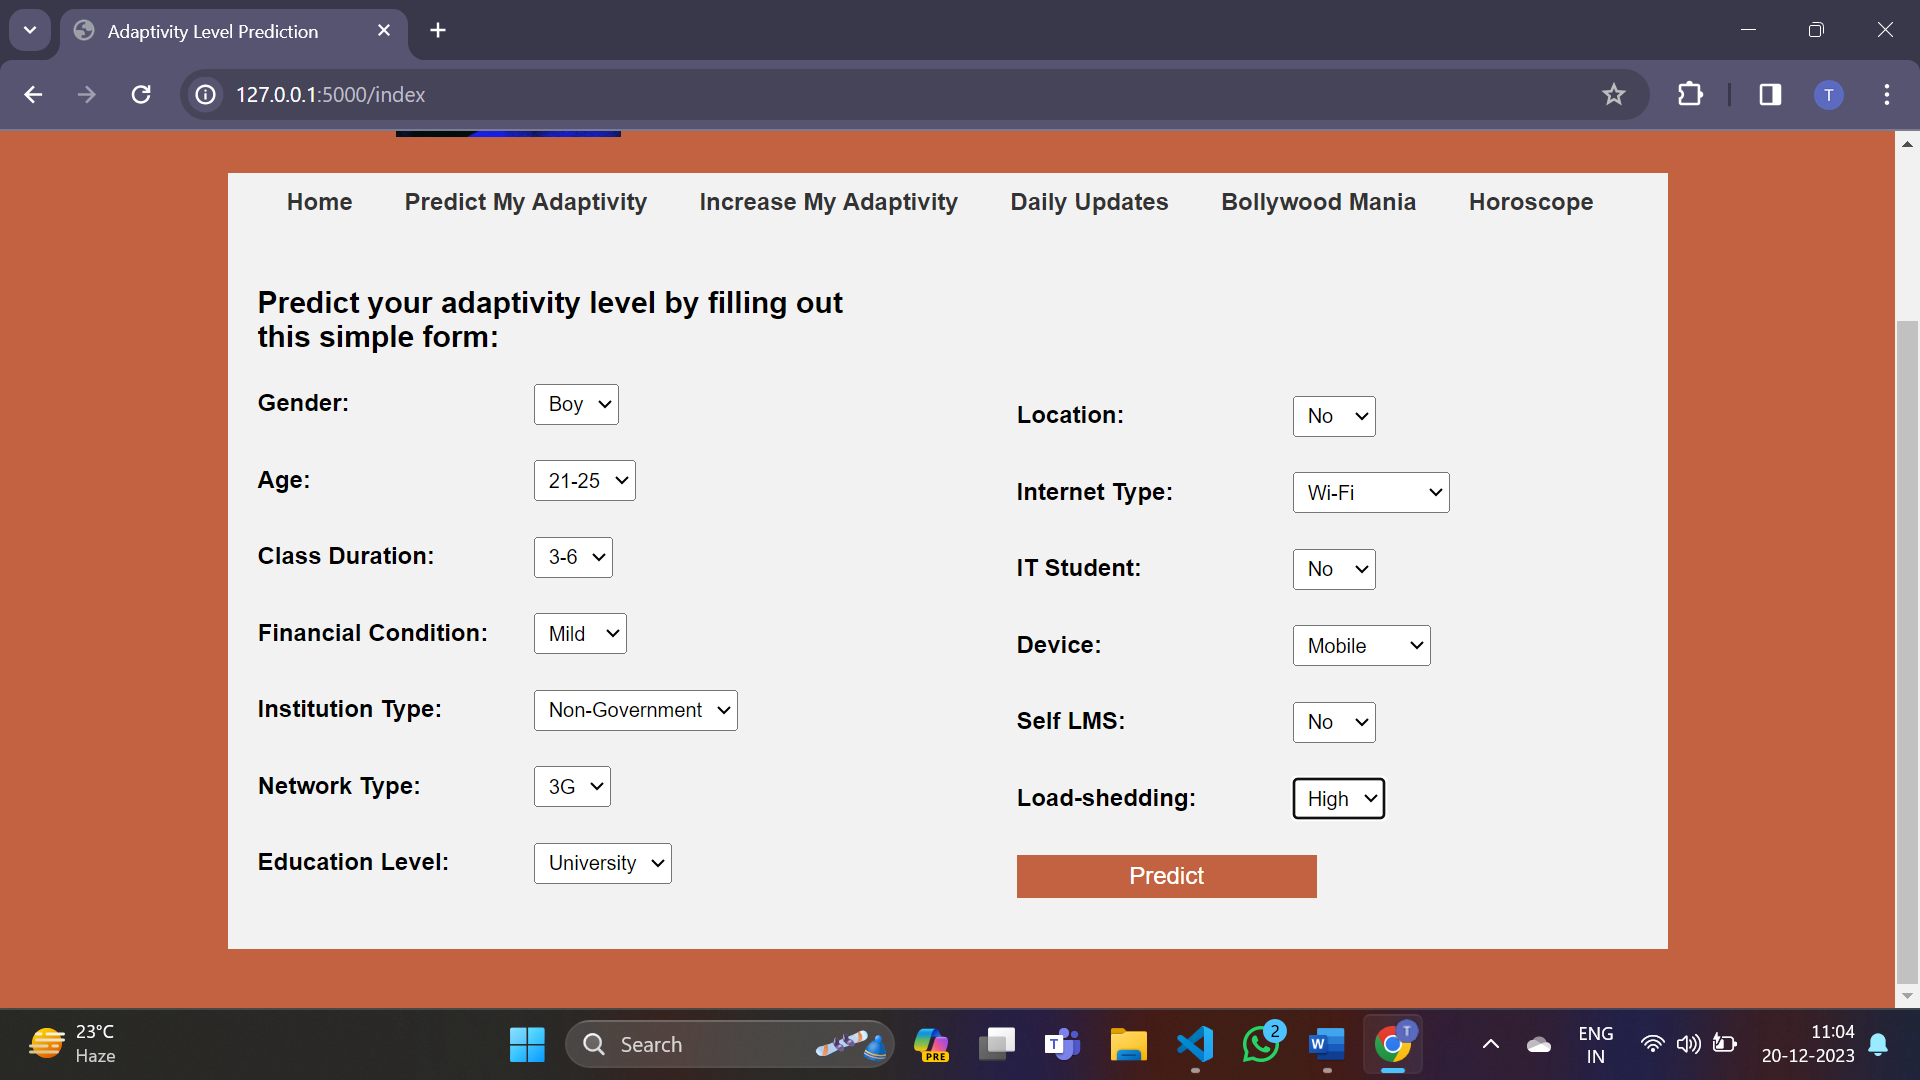 Adaptivity Level Prediction
127.0.0.1:5000/index
T
Home Predict My Adaptivity Increase My Adaptivity Daily Updates Bollywood Mania Horoscope
Predict your adaptivity level by filling out
this simple form:
Gender: Boy
Age: 21-25
Class Duration: 3-6
Financial Condition: Mild
Institution Type: Non-Government
Network Type: 3G
Education Level: University
Location: No
Internet Type: Wi-Fi
IT Student: No
Device: Mobile
Self LMS: No
Load-shedding: High
Predict
23°C
Haze
Search
PRE
T
2
W
T
ENG
IN
11:04
20-12-2023